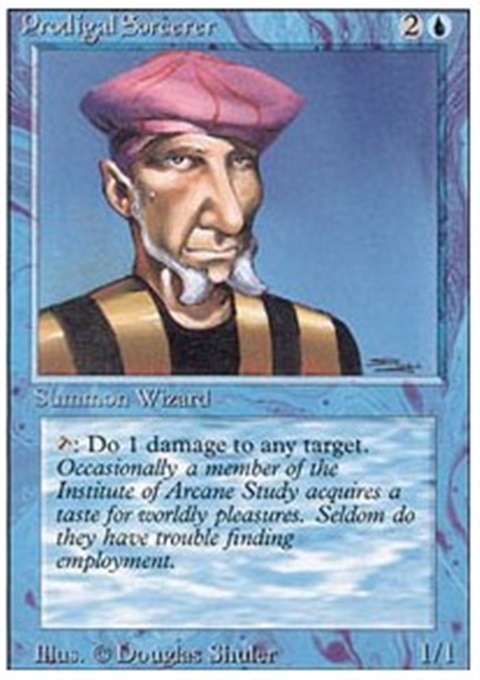 Prodigal Sorcerer 2
Summon Wizard
: Do 1 damage to any target.
Occasionally a member of the
Institute of Arcane Study acquires a
taste for worldly pleasures. Seldom do
they have trouble finding
employment.
Illus. © Douglas Shuler 1/1